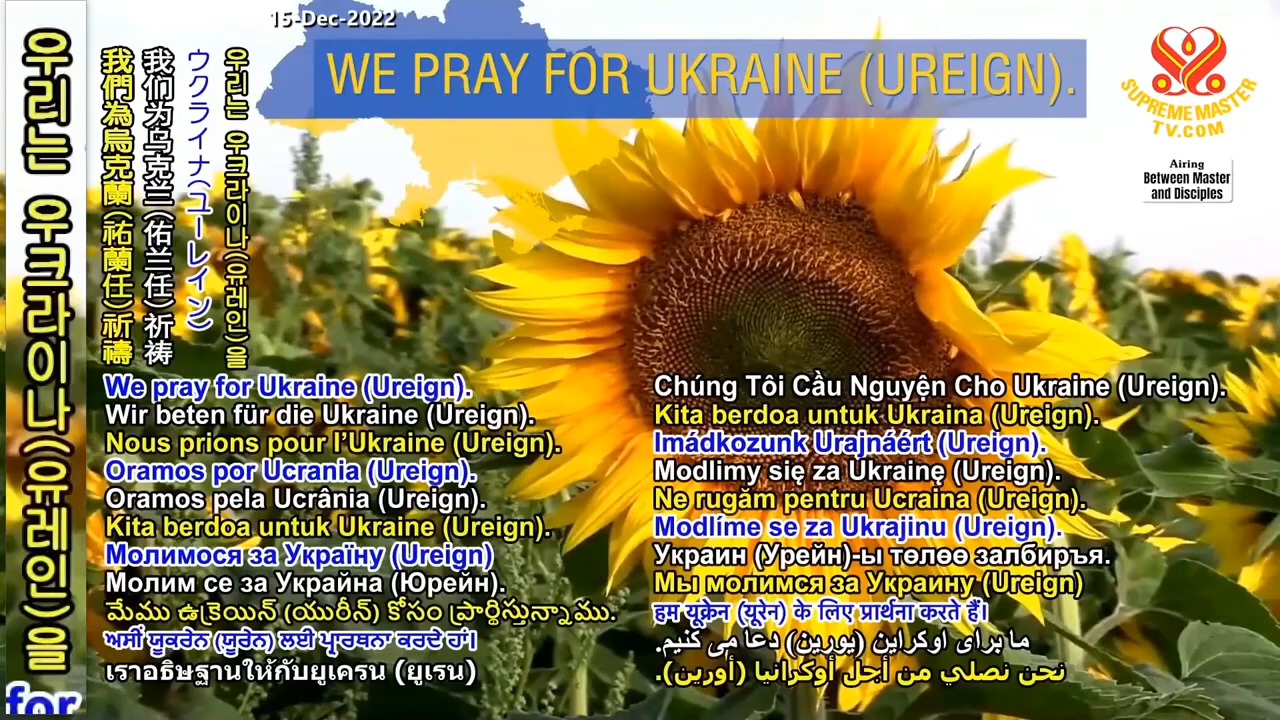 15-Dec-2022
WE PRAY FOR UKRAINE (UREIGN).
SUPREME MASTER
TV.COM
Airing
Between Master
and Disciples
우리는 우크라이나(유레인)을
我們為烏克蘭(祐蘭任)祈禱
我们为乌克兰(佑兰任)祈祷
ウクライナ(ユーレイン)
우리는 우크라이나(유레인)을
We pray for Ukraine (Ureign).
Wir beten für die Ukraine (Ureign).
Nous prions pour l’Ukraine (Ureign).
Oramos por Ucrania (Ureign).
Oramos pela Ucrânia (Ureign).
Kita berdoa untuk Ukraine (Ureign).
Молимося за Україну (Ureign)
Молим се за Украйна (Юрейн).
మేము ఉక్రెయిన్ (యురీన్) కోసం ప్రార్థిస్తున్నాము.
ਅਸੀਂ ਯੂਕਰੇਨ (ਯੂਰੇਨ) ਲਈ ਪ੍ਰਾਰਥਨਾ ਕਰਦੇ ਹਾਂ।
เราอธิษฐานให้กับยูเครน (ยูเรน)
Chúng Tôi Cầu Nguyện Cho Ukraine (Ureign).
Kita berdoa untuk Ukraina (Ureign).
Imádkozunk Urajnáért (Ureign).
Modlimy się za Ukrainę (Ureign).
Ne rugăm pentru Ucraina (Ureign).
Modlíme se za Ukrajinu (Ureign).
Украин (Урейн)-ы төлөө залбиръя.
Мы молимся за Украину (Ureign)
हम यूक्रेन (यूरेन) के लिए प्रार्थना करते हैं।
ما برای اوکراین (یورین) دعا می کنیم.
نحن نصلي من أجل أوكرانيا (أورين).
for